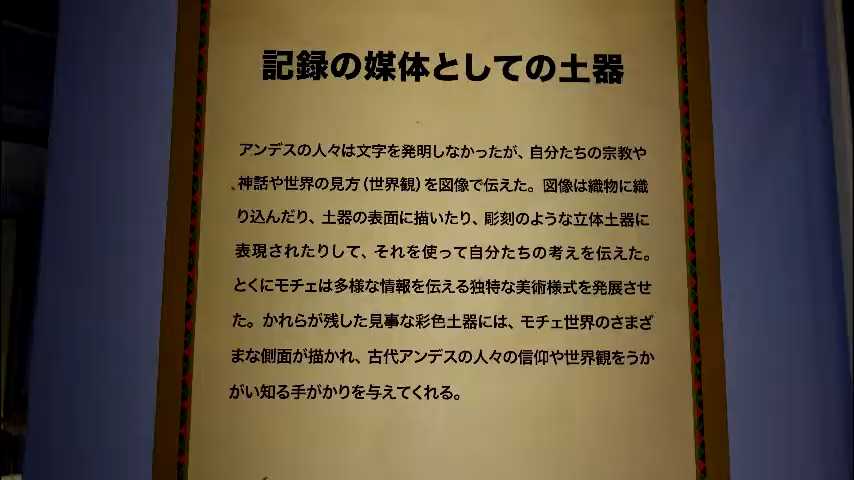 記録の媒体としての土器
アンデスの人々は文字を発明しなかったが、自分たちの宗教や
神話や世界の見方（世界観）を図像で伝えた。図像は織物に織
り込んだり、土器の表面に描いたり、彫刻のような立体土器に
表現されたりして、それを使って自分たちの考えを伝えた。
とくにモチェは多様な情報を伝える独特な美術様式を発展させ
た。かれらが残した見事な彩色土器には、モチェ世界のさまざ
まな側面が描かれ、古代アンデスの人々の信仰や世界観をうか
がい知る手がかりを与えてくれる。